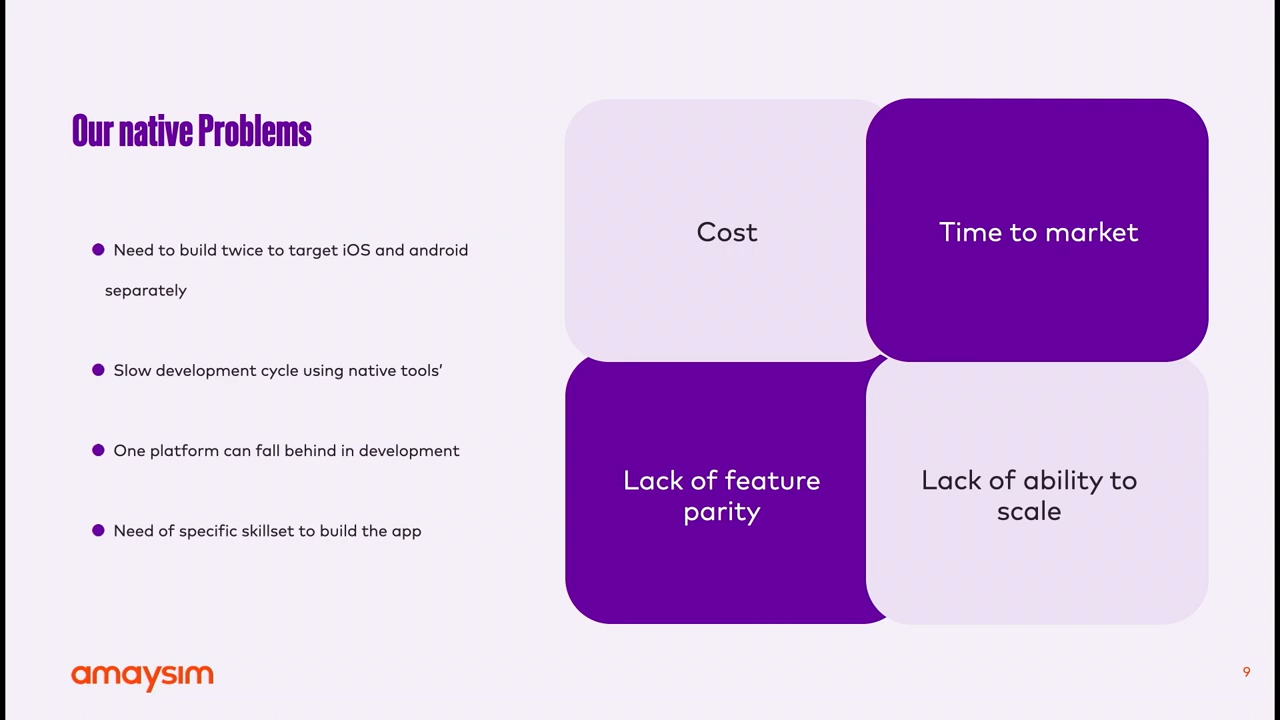 Our native Problems
● Need to build twice to target iOS and android
separately
● Slow development cycle using native tools’
● One platform can fall behind in development
● Need of specific skillset to build the app
Cost
Time to market
Lack of feature
parity
Lack of ability to
scale
amaysim
9